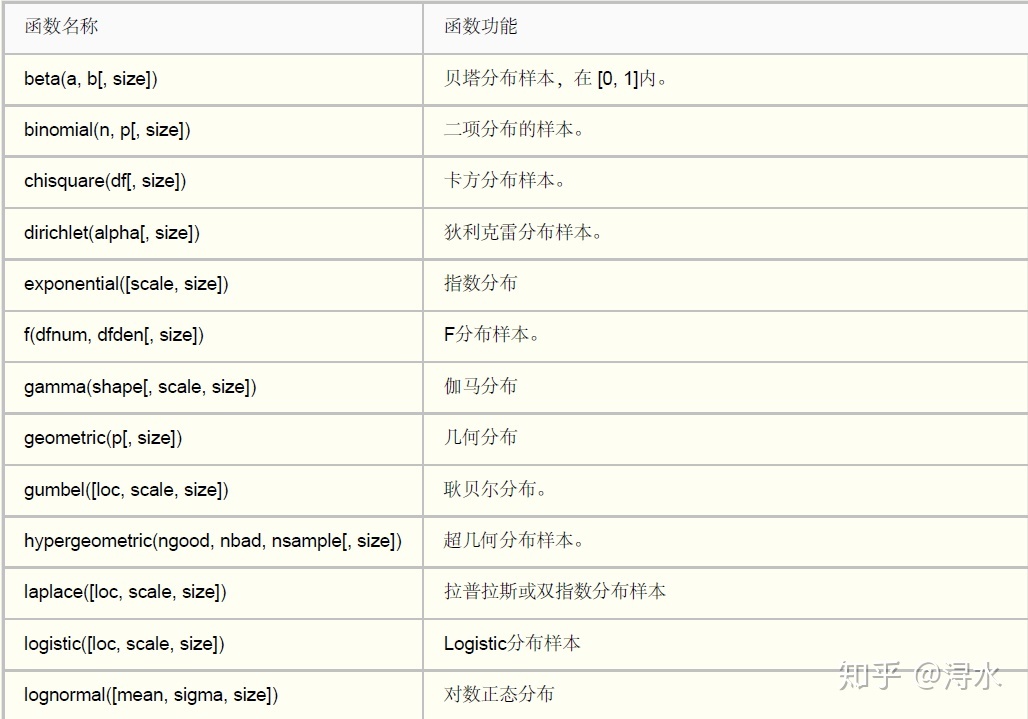 函数名称 函数功能
beta(a, b[, size]) 贝塔分布样本，在 [0, 1]内。
binomial(n, p[, size]) 二项分布的样本。
chisquare(df[, size]) 卡方分布样本。
dirichlet(alpha[, size]) 狄利克雷分布样本。
exponential([scale, size]) 指数分布
f(dfnum, dfden[, size]) F分布样本。
gamma(shape[, scale, size]) 伽马分布
geometric(p[, size]) 几何分布
gumbel([loc, scale, size]) 耿贝尔分布。
hypergeometric(ngood, nbad, nsample[, size]) 超几何分布样本。
laplace([loc, scale, size]) 拉普拉斯或双指数分布样本
logistic([loc, scale, size]) Logistic分布样本
lognormal([mean, sigma, size]) 对数正态分布
知乎 @浔水